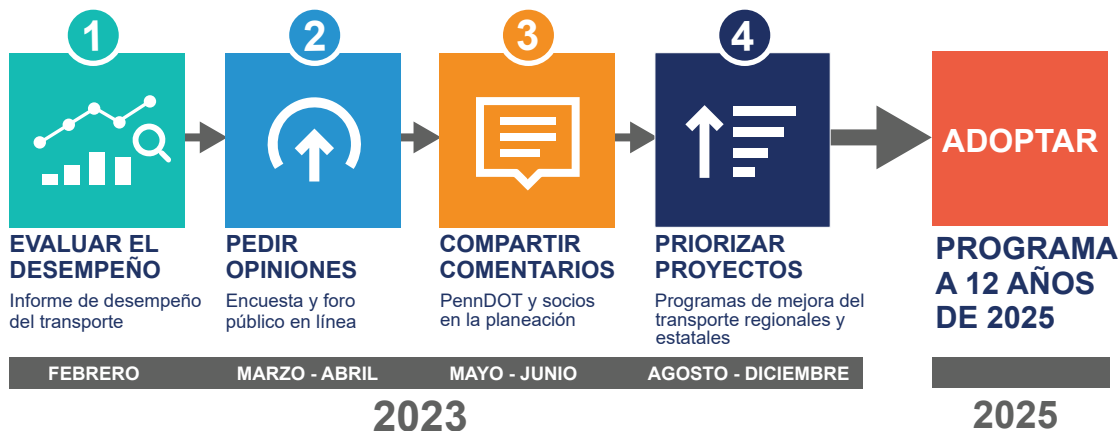 1
EVALUAR EL
DESEMPEÑO
Informe de desempeño
del transporte
FEBRERO
2
PEDIR
OPINIONES
Encuesta y foro
público en línea
MARZO - ABRIL
3
COMPARTIR
COMENTARIOS
PennDOT y socios
en la planeación
MAYO - JUNIO
4
PRIORIZAR
PROYECTOS
Programas de mejora del
transporte regionales y
estatales
AGOSTO - DICIEMBRE
2023
ADOPTAR
PROGRAMA
A 12 AÑOS
DE 2025
2025